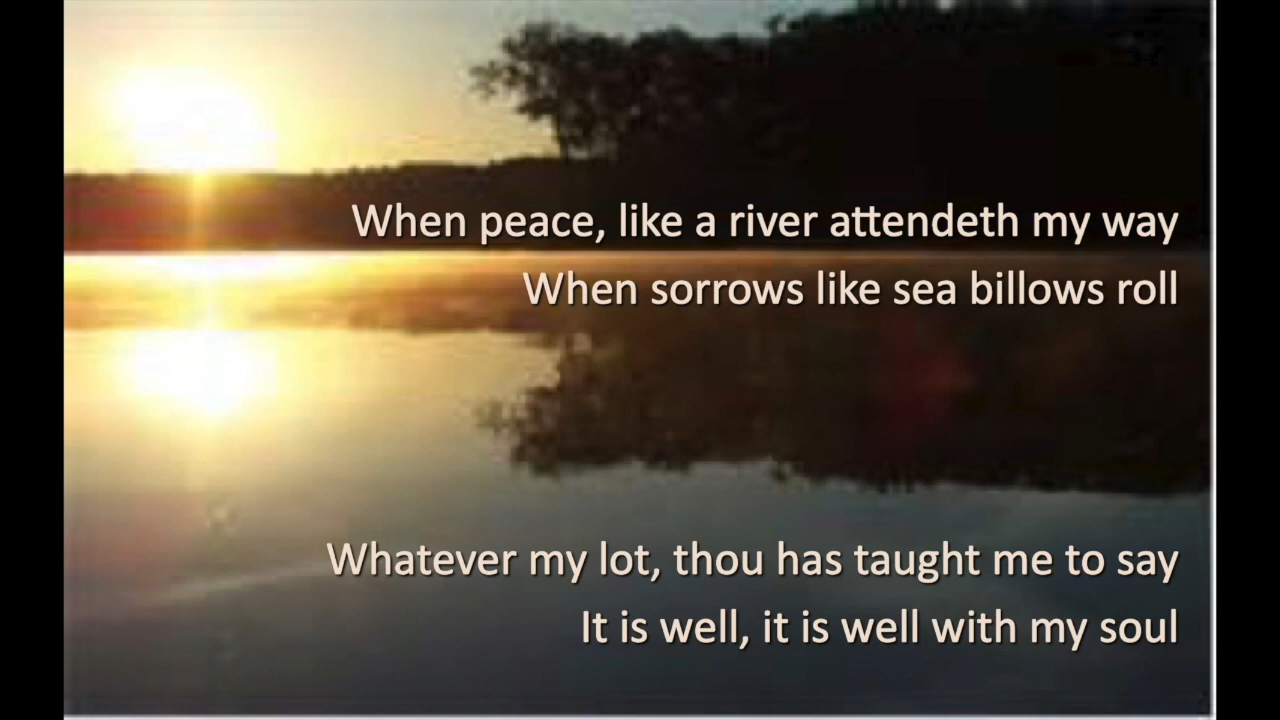 When peace, like a river attendeth my way
When sorrows like sea billows roll
Whatever my lot, thou has taught me to say
It is well, it is well with my soul